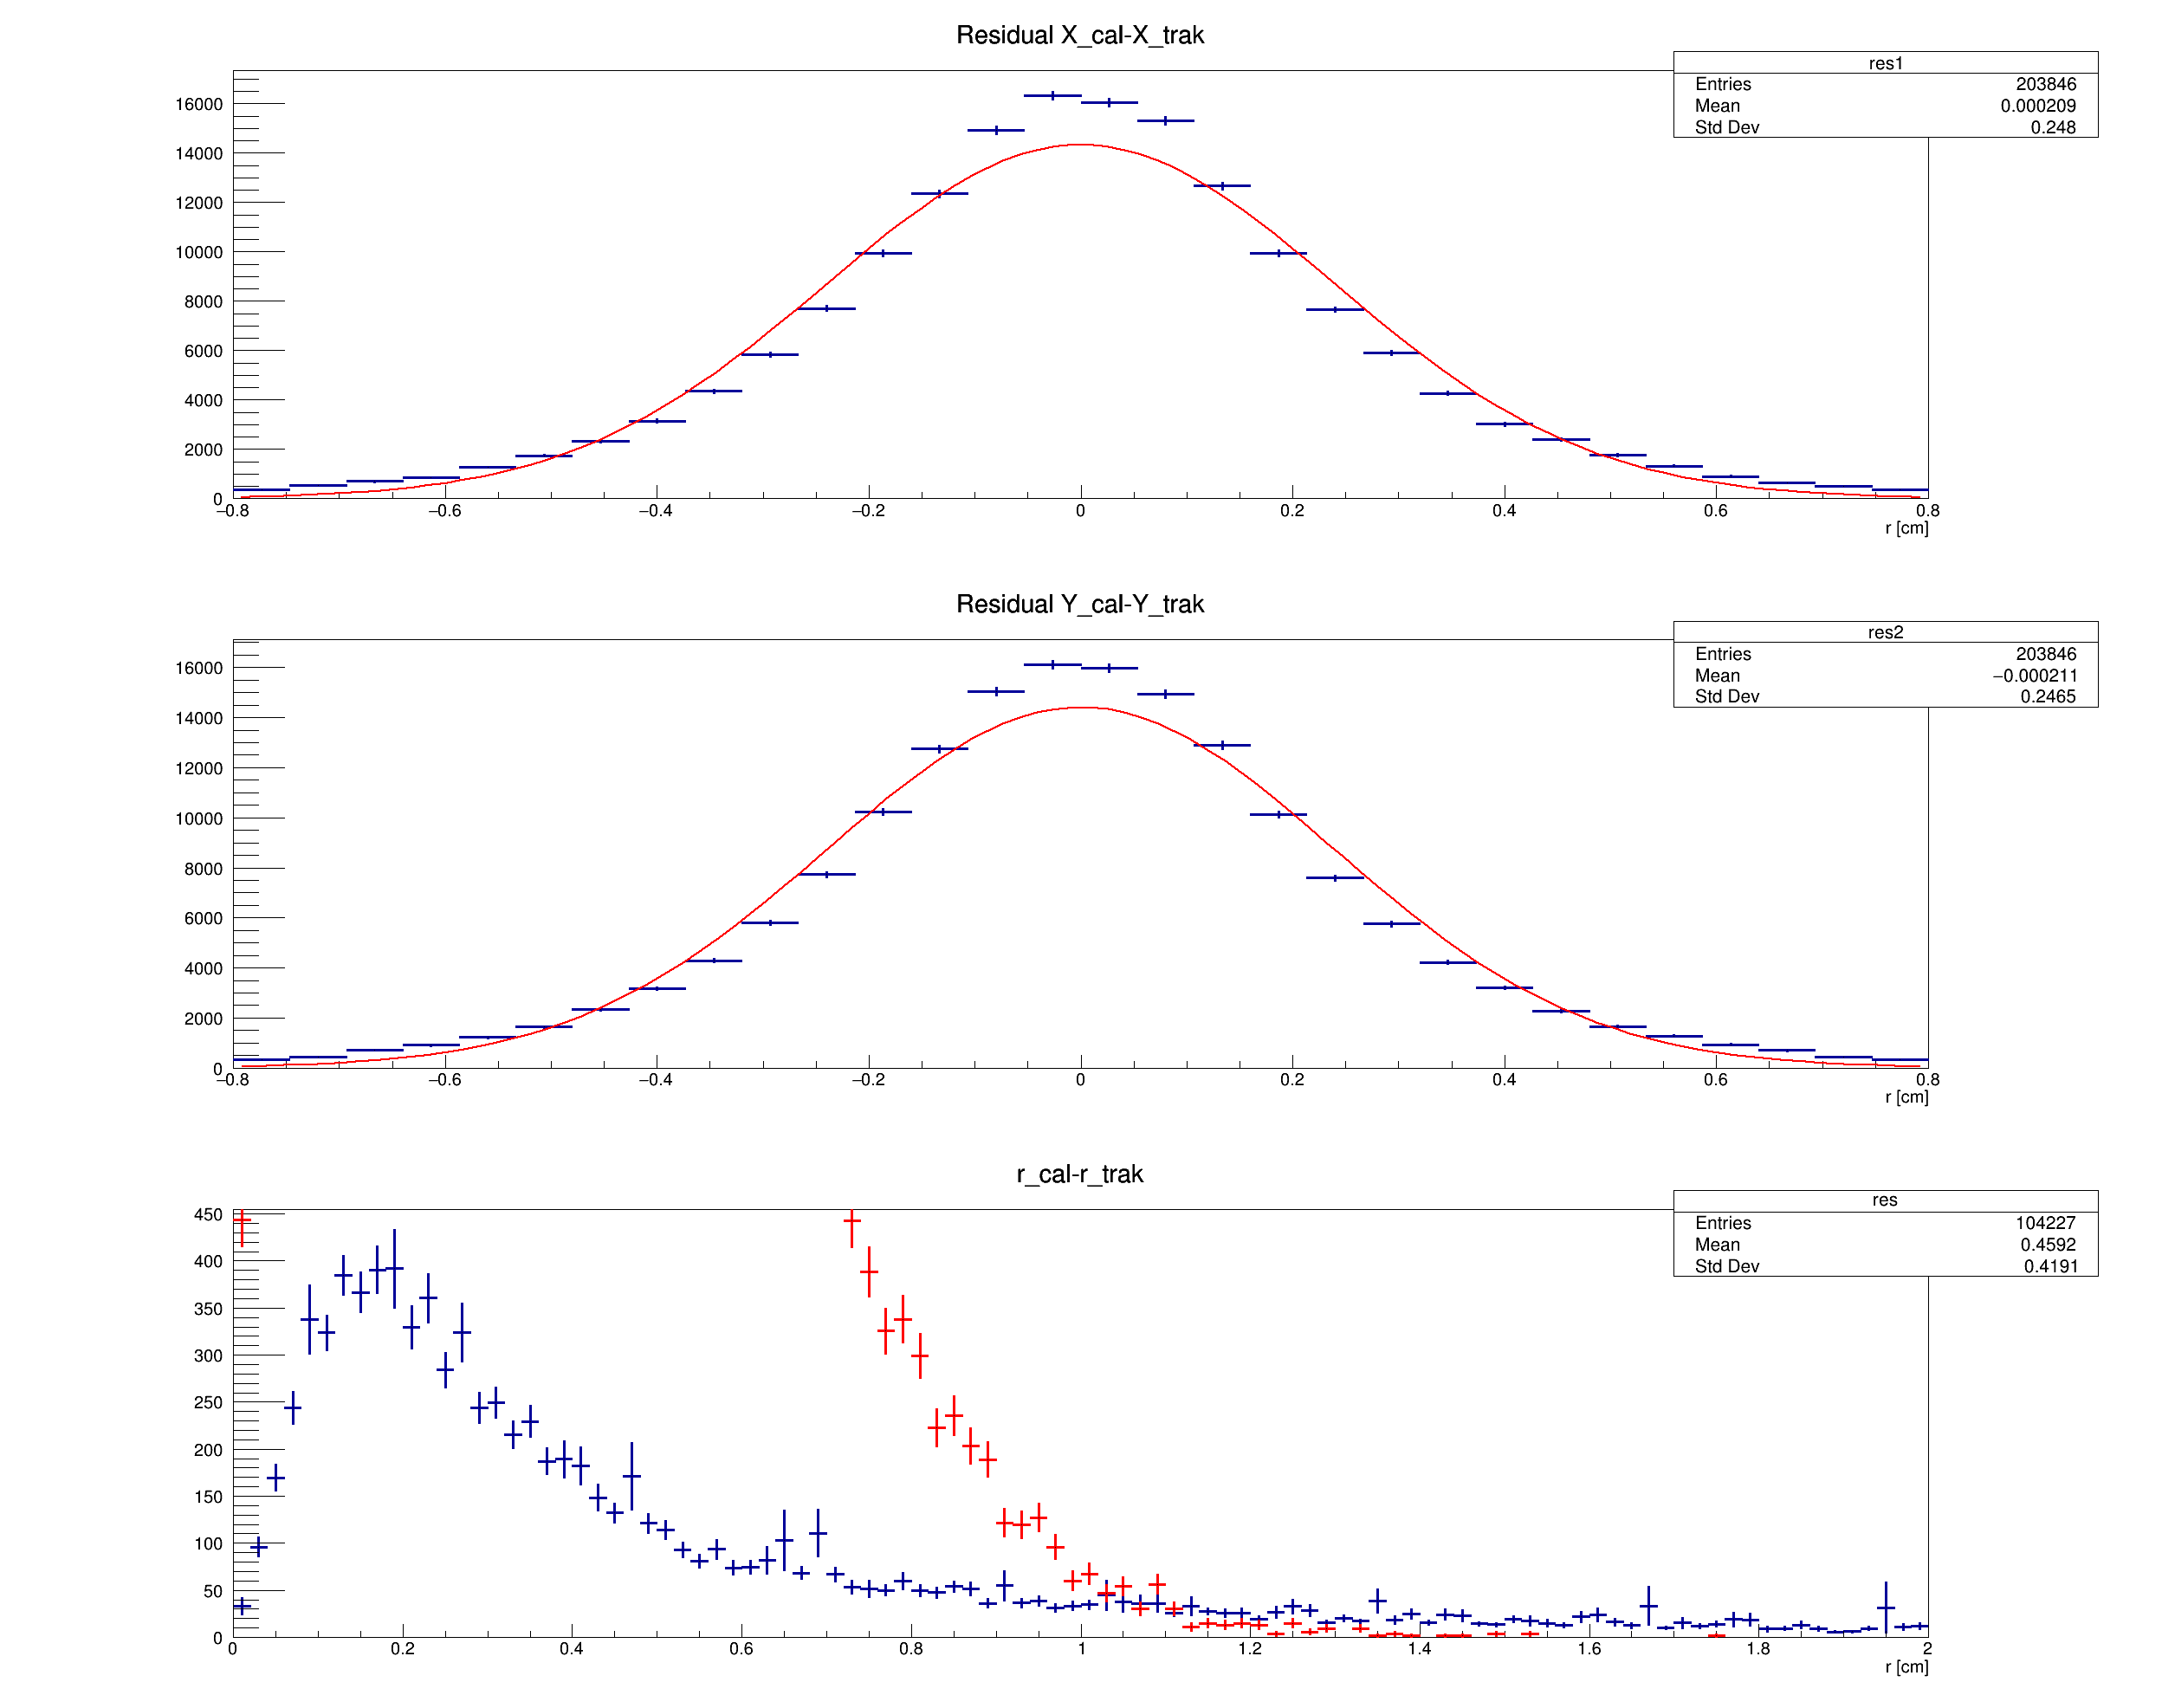 Residual X_cal-X_trak
res1
Entries 203846
Mean 0.000209
Std Dev 0.248
16000
14000
12000
10000
8000
6000
4000
2000
0
−0.8 −0.6 −0.4 −0.2 0 0.2 0.4 0.6 0.8
r [cm]
Residual Y_cal-Y_trak
res2
Entries 203846
Mean −0.000211
Std Dev 0.2465
16000
14000
12000
10000
8000
6000
4000
2000
0
−0.8 −0.6 −0.4 −0.2 0 0.2 0.4 0.6 0.8
r [cm]
r_cal-r_trak
res
Entries 104227
Mean 0.4592
Std Dev 0.4191
450
400
350
300
250
200
150
100
50
0
0 0.2 0.4 0.6 0.8 1 1.2 1.4 1.6 1.8 2
r [cm]